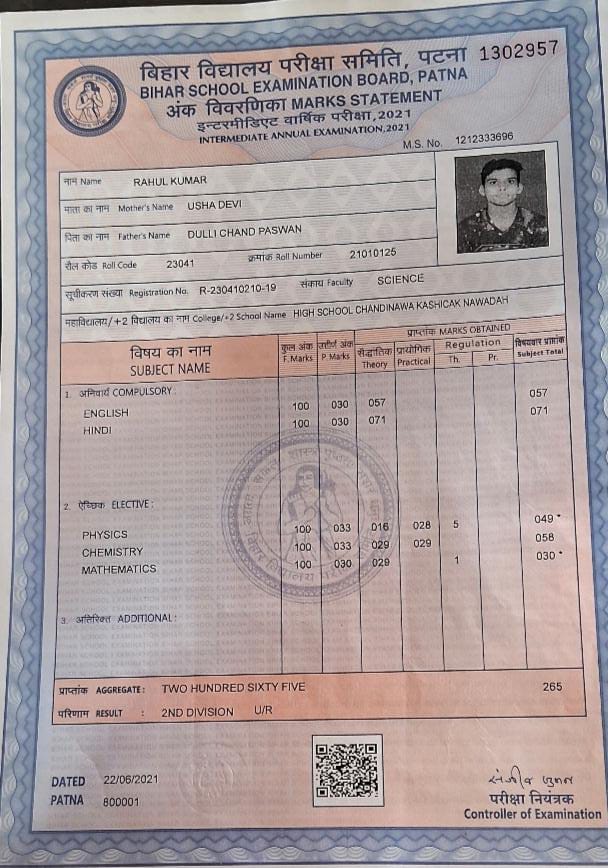 बिहार विद्यालय परीक्षा समिति, पटना 1302957
BIHAR SCHOOL EXAMINATION BOARD, PATNA
अंक विवरणिका MARKS STATEMENT
इन्टरमीडिएट वार्षिक परीक्षा,2021
INTERMEDIATE ANNUAL EXAMINATION,2021
M.S. No. 1212333696
नाम Name RAHUL KUMAR
माता का नाम Mother's Name USHA DEVI
पिता का नाम Father's Name DULLI CHAND PASWAN
रौल कोड Roll Code 23041 क्रमांक Roll Number 21010125
सूचीकरण संख्या Registration No. R-230410210-19 संकाय Faculty SCIENCE
महाविद्यालय/+2 विद्यालय का नाम College/+2 School Name HIGH SCHOOL CHANDINAWA KASHICAK NAWADAH
विषय का नाम कुल अंक उत्तीर्ण अंक प्राप्तांक MARKS OBTAINED
SUBJECT NAME F.Marks P.Marks सैद्धांतिक Theory प्रायोगिक Practical Regulation Th. Pr. विषयवार प्राप्तांक Subject Total
1. अनिवार्य COMPULSORY :
ENGLISH 100 030 057 057
HINDI 100 030 071 071
2. ऐच्छिक ELECTIVE :
PHYSICS 100 033 016 028 5 049 *
CHEMISTRY 100 033 029 029 058
MATHEMATICS 100 030 029 1 030 *
3. अतिरिक्त ADDITIONAL :
प्राप्तांक AGGREGATE : TWO HUNDRED SIXTY FIVE 265
परिणाम RESULT : 2ND DIVISION U/R
DATED 22/06/2021
PATNA 800001
परीक्षा नियंत्रक
Controller of Examination